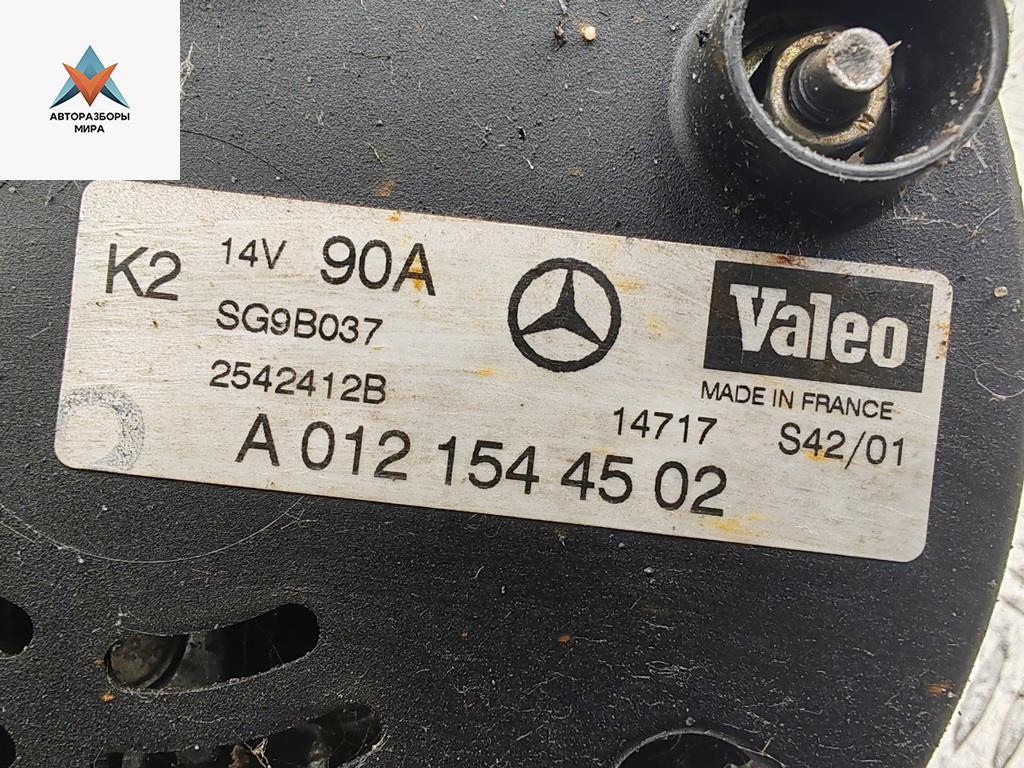 АВТОРАЗБОРЫ
МИРА
K2 14V 90A
SG9B037
2542412B
Valeo
MADE IN FRANCE
14717 S42/01
A 012 154 45 02